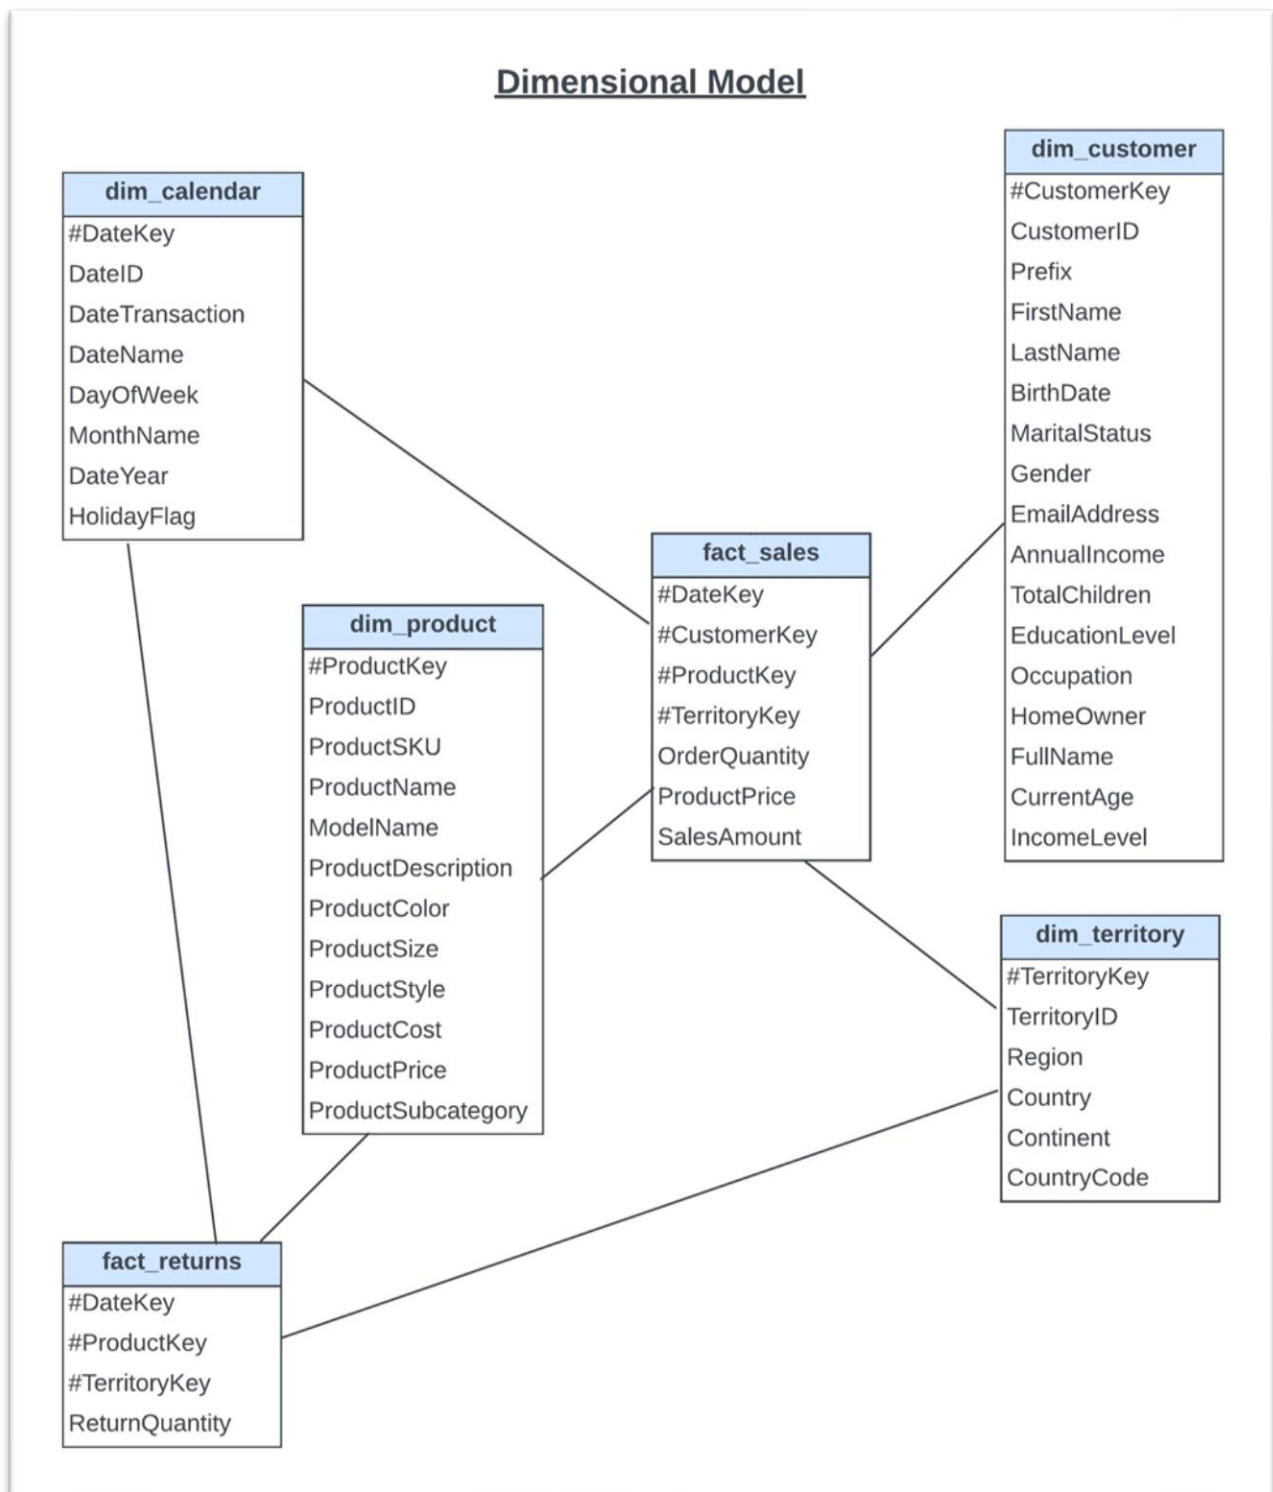 Dimensional Model
dim_calendar
#DateKey
DateID
DateTransaction
DateName
DayOfWeek
MonthName
DateYear
HolidayFlag
dim_customer
#CustomerKey
CustomerID
Prefix
FirstName
LastName
BirthDate
MaritalStatus
Gender
EmailAddress
AnnualIncome
TotalChildren
EducationLevel
Occupation
HomeOwner
FullName
CurrentAge
IncomeLevel
fact_sales
#DateKey
#CustomerKey
#ProductKey
#TerritoryKey
OrderQuantity
ProductPrice
SalesAmount
dim_product
#ProductKey
ProductID
ProductSKU
ProductName
ModelName
ProductDescription
ProductColor
ProductSize
ProductStyle
ProductCost
ProductPrice
ProductSubcategory
dim_territory
#TerritoryKey
TerritoryID
Region
Country
Continent
CountryCode
fact_returns
#DateKey
#ProductKey
#TerritoryKey
ReturnQuantity